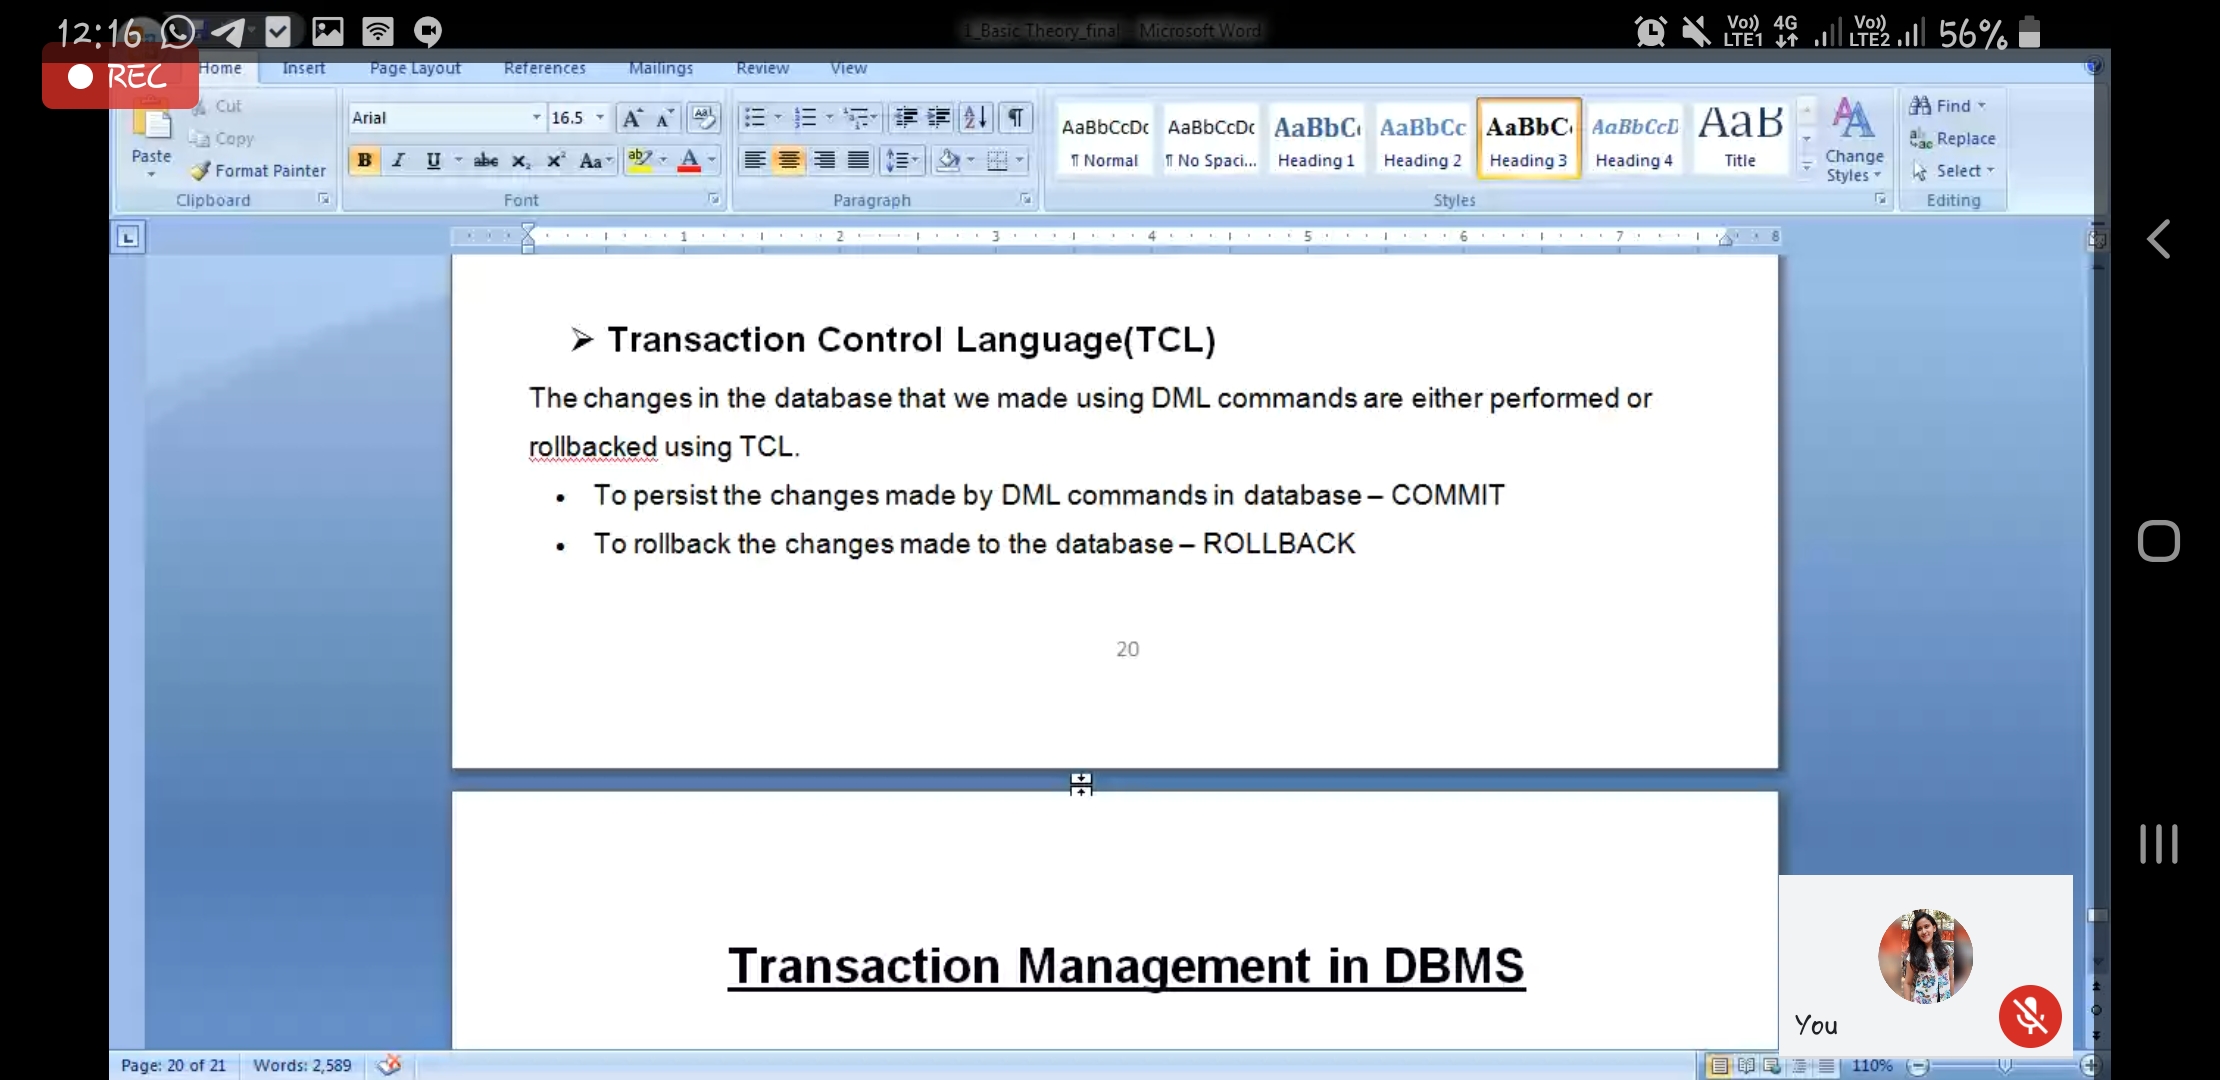 12:16
1_Basic Theory_final - Microsoft Word
Vo)) LTE1 4G Vo)) LTE2 56%
REC
Home Insert Page Layout References Mailings Review View
Paste Cut Copy Format Painter
Arial 16.5
B I U abc x₂ x² Aa ab A
AaBbCcDc AaBbCcDc AaBbC AaBbCc AaBbC AaBbCcD AaB
¶ Normal ¶ No Spaci... Heading 1 Heading 2 Heading 3 Heading 4 Title
Change Styles
Find
Replace
Select
Clipboard Font Paragraph Styles Editing
1 2 3 4 5 6 7 8
➢ Transaction Control Language(TCL)
The changes in the database that we made using DML commands are either performed or
rollbacked using TCL.
• To persist the changes made by DML commands in database – COMMIT
• To rollback the changes made to the database – ROLLBACK
20
Transaction Management in DBMS
You
Page: 20 of 21 Words: 2,589 110%